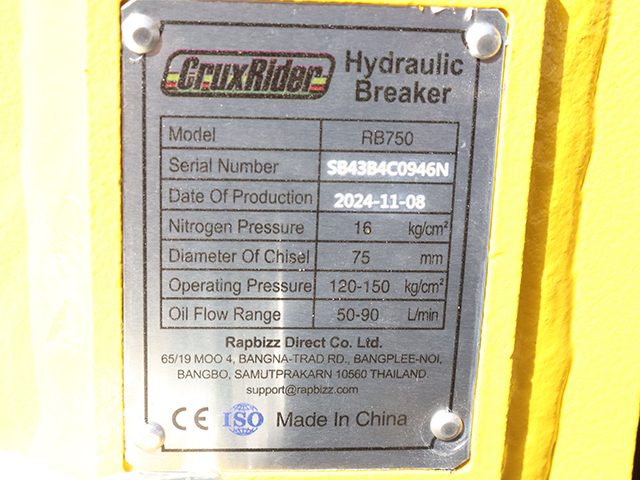 CruxRider
Hydraulic
Breaker
Model RB750
Serial Number SB43B4C0946N
Date Of Production 2024-11-08
Nitrogen Pressure 16 kg/cm²
Diameter Of Chisel 75 mm
Operating Pressure 120-150 kg/cm²
Oil Flow Range 50-90 L/min
Rapbizz Direct Co. Ltd.
65/19 MOO 4, BANGNA-TRAD RD., BANGPLEE-NOI,
BANGBO, SAMUTPRAKARN 10560 THAILAND
support@rapbizz.com
CE ISO Made In China